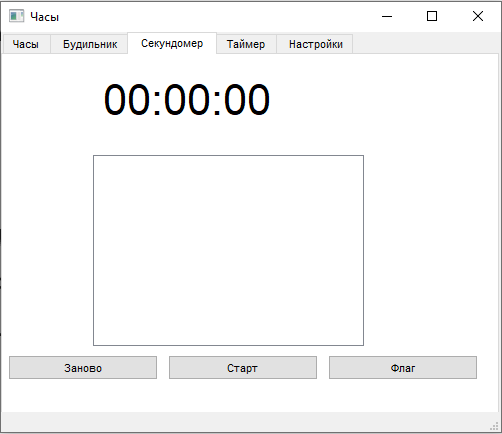 Часы
Часы Будильник Секундомер Таймер Настройки
00:00:00
Заново Старт Флаг